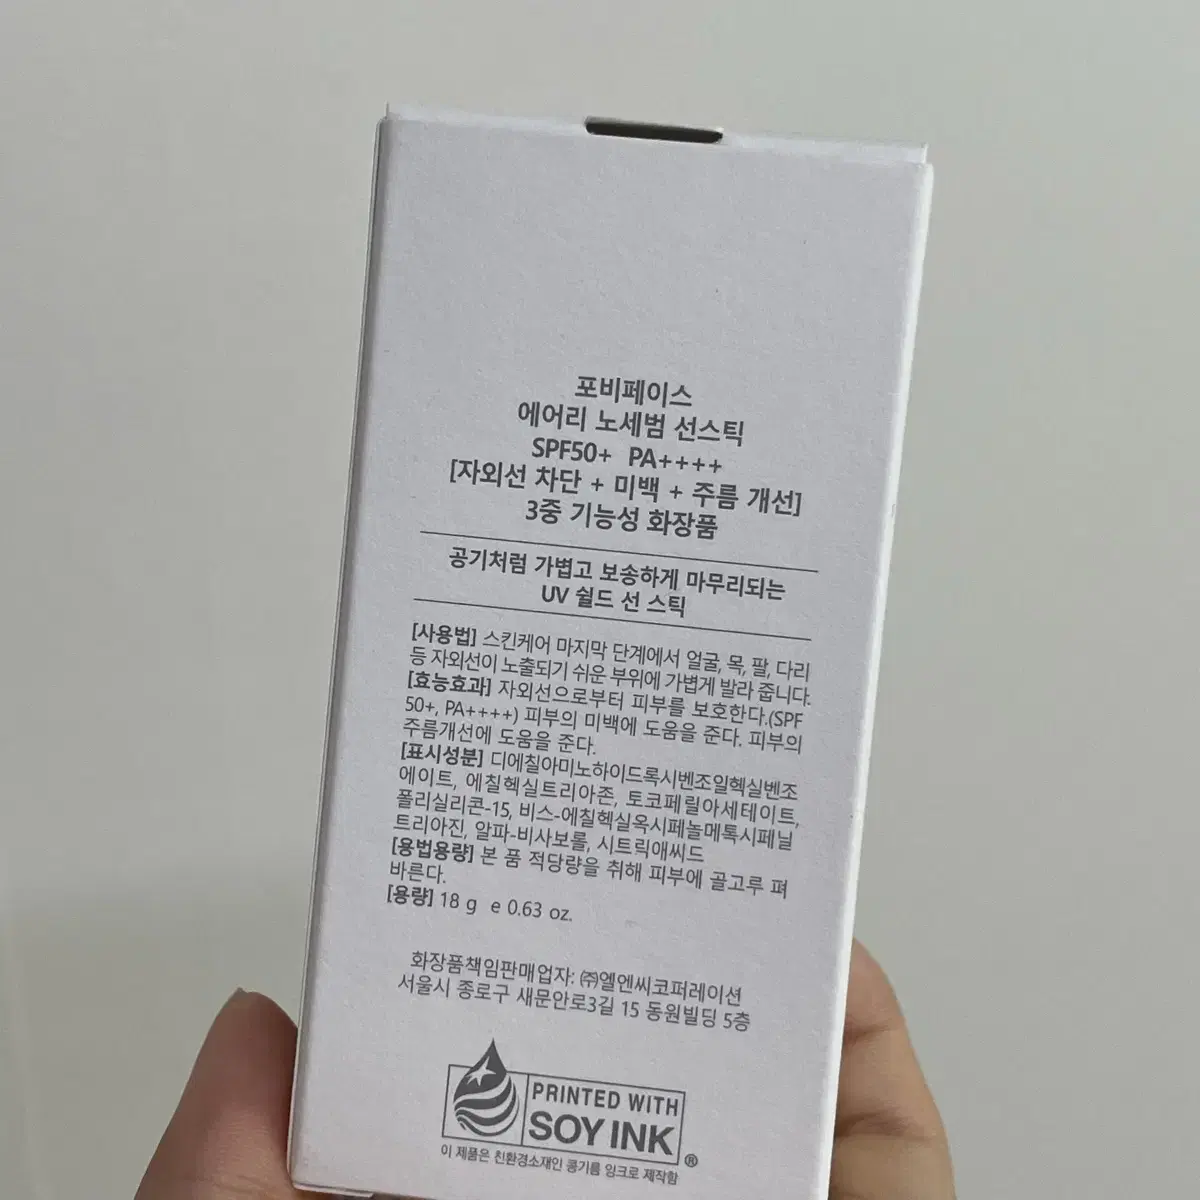 포비페이스
에어리 노세범 선스틱
SPF50+ PA++++
[자외선 차단 + 미백 + 주름 개선]
3중 기능성 화장품
공기처럼 가볍고 보송하게 마무리되는
UV 쉴드 선 스틱
[사용법] 스킨케어 마지막 단계에서 얼굴, 목, 팔, 다리
등 자외선이 노출되기 쉬운 부위에 가볍게 발라 줍니다.
[효능효과] 자외선으로부터 피부를 보호한다.(SPF
50+, PA++++) 피부의 미백에 도움을 준다. 피부의
주름개선에 도움을 준다.
[표시성분] 디에칠아미노하이드록시벤조일헥실벤조
에이트, 에칠헥실트리아존, 토코페릴아세테이트,
폴리실리콘-15, 비스-에칠헥실옥시페놀메톡시페닐
트리아진, 알파-비사보롤, 시트릭애씨드
[용법용량] 본 품 적당량을 취해 피부에 골고루 펴
바른다.
[용량] 18 g e 0.63 oz.
화장품책임판매업자: ㈜엘엔씨코퍼레이션
서울시 종로구 새문안로3길 15 동원빌딩 5층
PRINTED WITH
SOY INK ®
이 제품은 친환경소재인 콩기름 잉크로 제작함